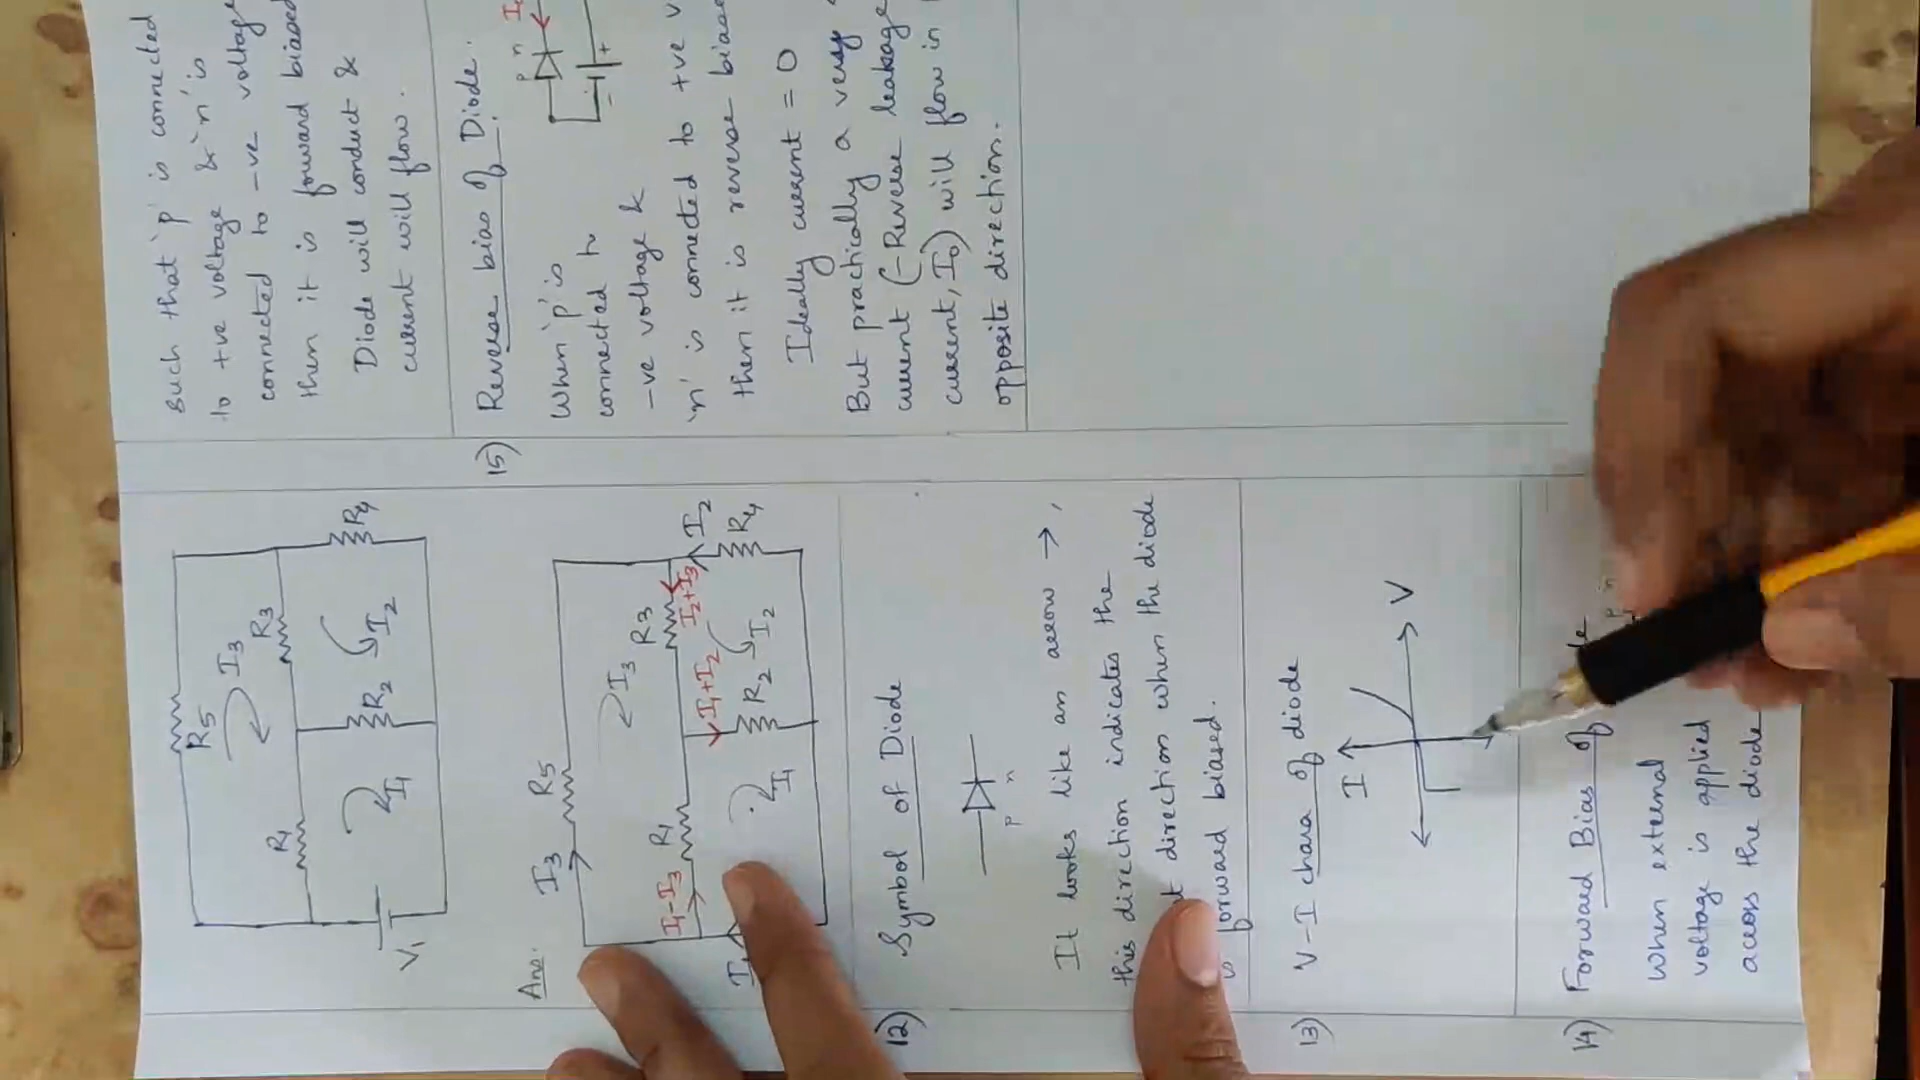 R5
I3
R1
R3
R2
I1
I2
R4
V1
Ans.
I3
R5
I3
I1-I3
R1
R3
I1+I2
I2+I3
I2
R2
I1
I2
R4
12) Symbol of Diode
p n
It looks like an arrow →,
this direction indicates the
direction when the diode
is forward biased.
13) V-I chara of diode
I
V
14) Forward Bias of
When external
voltage is applied
across the diode
such that 'p' is connected
to +ve voltage & 'n' is
connected to -ve voltage
then it is forward biased
Diode will conduct &
current will flow.
15) Reverse bias of Diode.
p n
- +
When 'p' is
connected to
-ve voltage &
'n' is connected to +ve
then it is reverse
Ideally current = 0
But practically a very
current (-Reverse leakage
current, I0) will flow in
opposite direction.